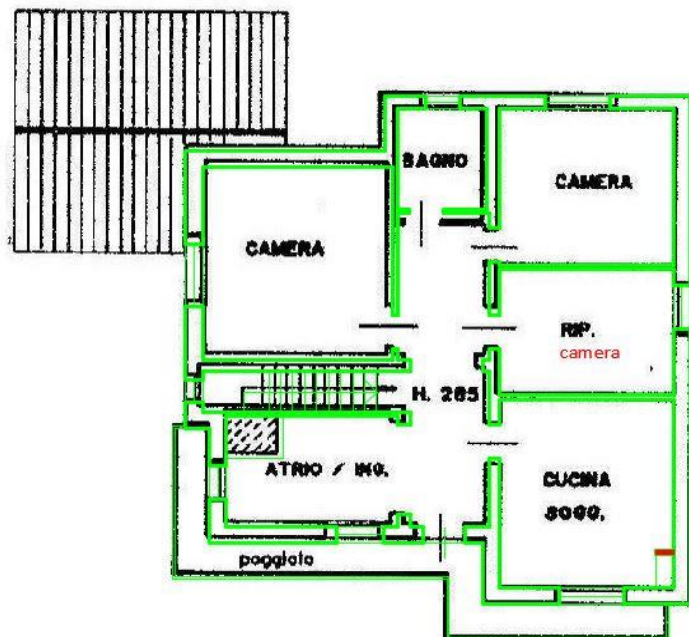 BAGNO
CAMERA
CAMERA
RIP.
camera
H. 285
ATRIO / ING.
CUCINA
SOGG.
poggiolo